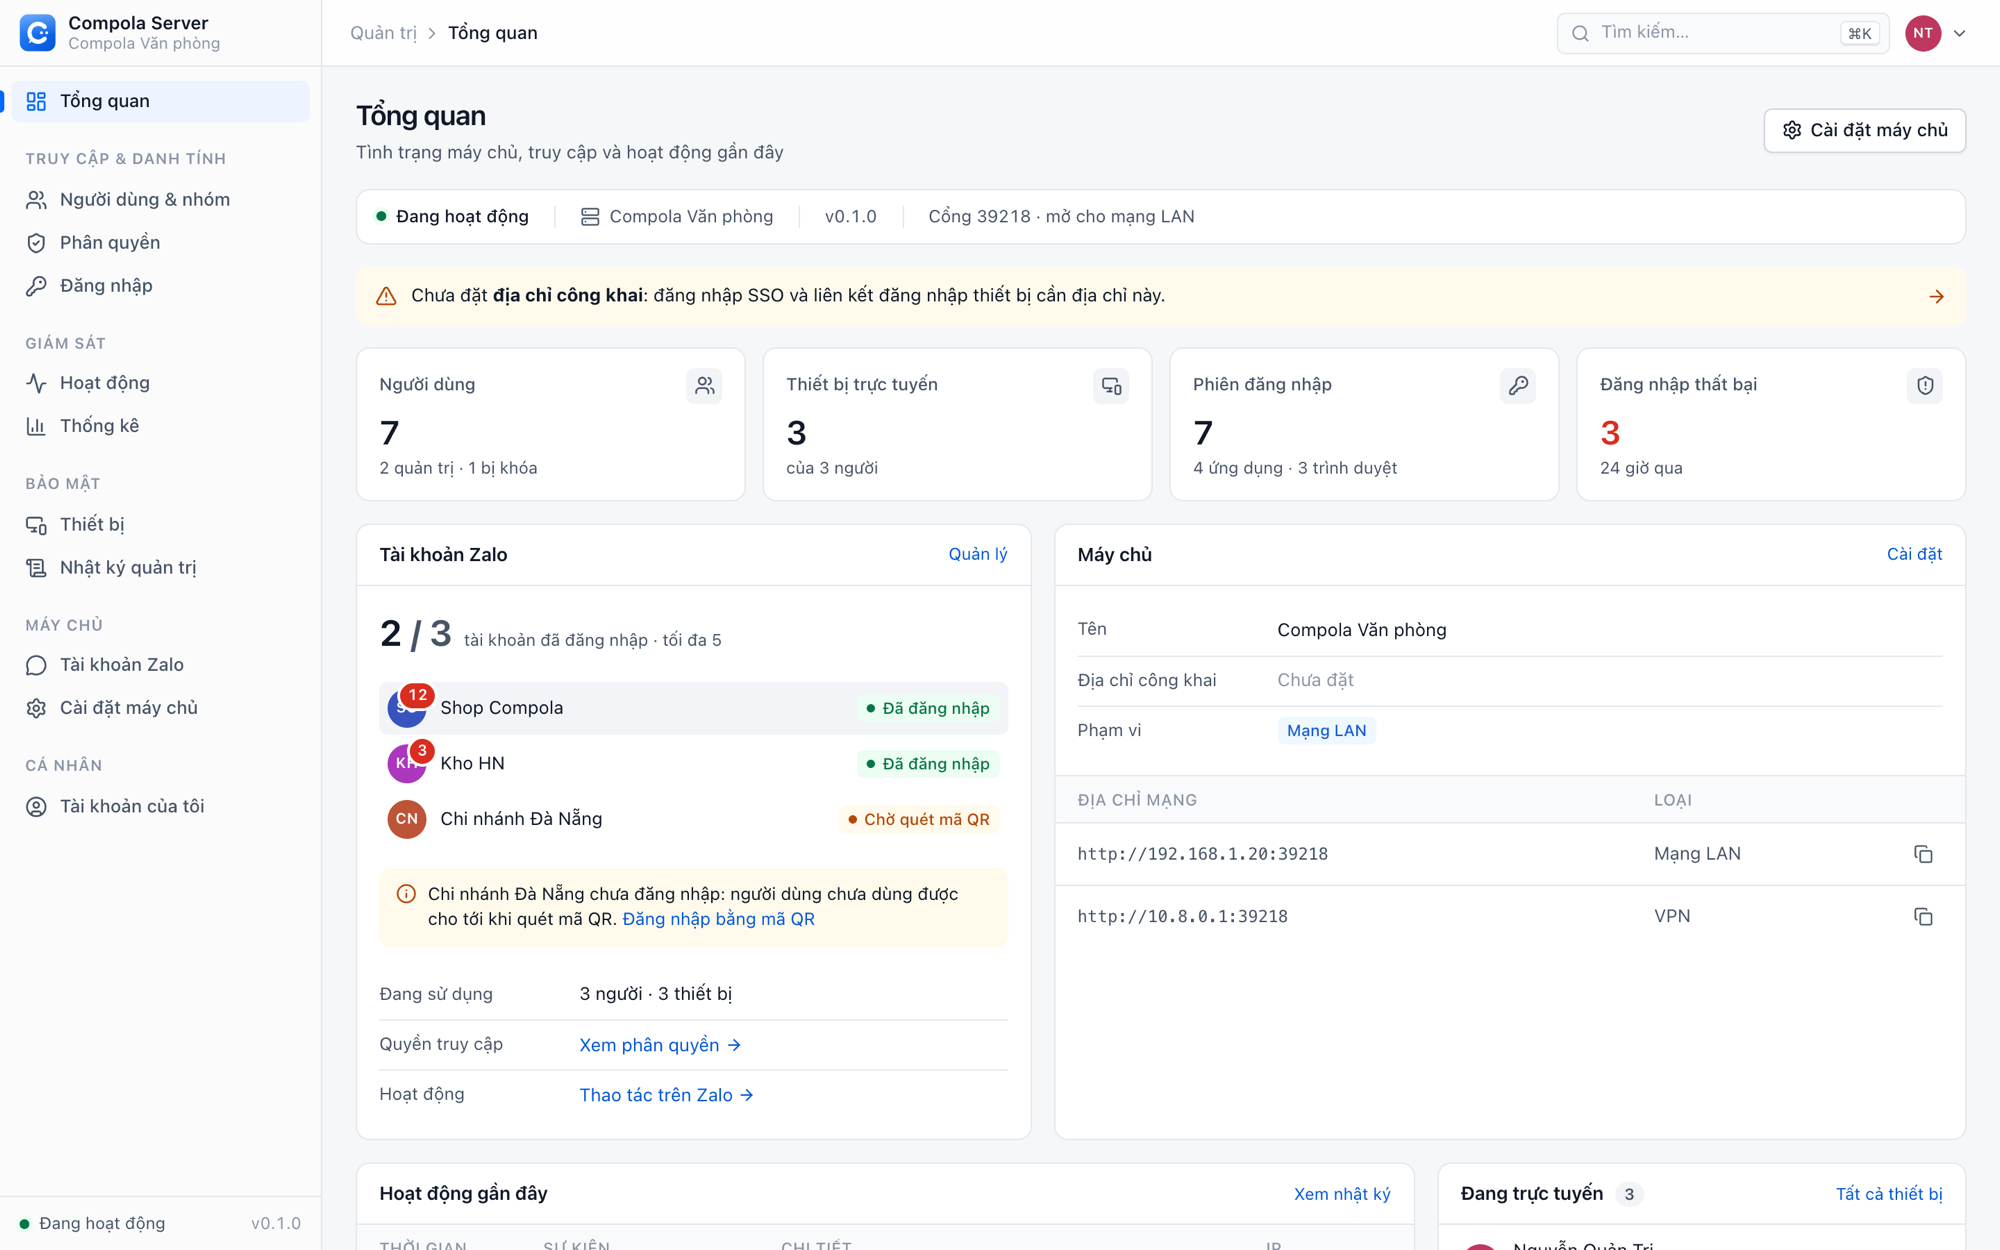 Compola Server
Compola Văn phòng
Quản trị > Tổng quan
Tìm kiếm...
⌘K
NT
Tổng quan
TRUY CẬP & DANH TÍNH
Người dùng & nhóm
Phân quyền
Đăng nhập
GIÁM SÁT
Hoạt động
Thống kê
BẢO MẬT
Thiết bị
Nhật ký quản trị
MÁY CHỦ
Tài khoản Zalo
Cài đặt máy chủ
CÁ NHÂN
Tài khoản của tôi
Đang hoạt động
v0.1.0
Tổng quan
Tình trạng máy chủ, truy cập và hoạt động gần đây
Cài đặt máy chủ
Đang hoạt động
Compola Văn phòng
v0.1.0
Cổng 39218 · mở cho mạng LAN
Chưa đặt địa chỉ công khai: đăng nhập SSO và liên kết đăng nhập thiết bị cần địa chỉ này.
Người dùng
7
2 quản trị · 1 bị khóa
Thiết bị trực tuyến
3
của 3 người
Phiên đăng nhập
7
4 ứng dụng · 3 trình duyệt
Đăng nhập thất bại
3
24 giờ qua
Tài khoản Zalo
Quản lý
2 / 3 tài khoản đã đăng nhập · tối đa 5
12
Shop Compola
Đã đăng nhập
3
Kho HN
Đã đăng nhập
CN
Chi nhánh Đà Nẵng
Chờ quét mã QR
Chi nhánh Đà Nẵng chưa đăng nhập: người dùng chưa dùng được
cho tới khi quét mã QR. Đăng nhập bằng mã QR
Đang sử dụng
3 người · 3 thiết bị
Quyền truy cập
Xem phân quyền →
Hoạt động
Thao tác trên Zalo →
Máy chủ
Cài đặt
Tên
Compola Văn phòng
Địa chỉ công khai
Chưa đặt
Phạm vi
Mạng LAN
ĐỊA CHỈ MẠNG
LOẠI
http://192.168.1.20:39218
Mạng LAN
http://10.8.0.1:39218
VPN
Hoạt động gần đây
Xem nhật ký
THỜI GIAN
SỰ KIỆN
CHI TIẾT
IP
Đang trực tuyến
3
Tất cả thiết bị
Nguyễn Quản Trị